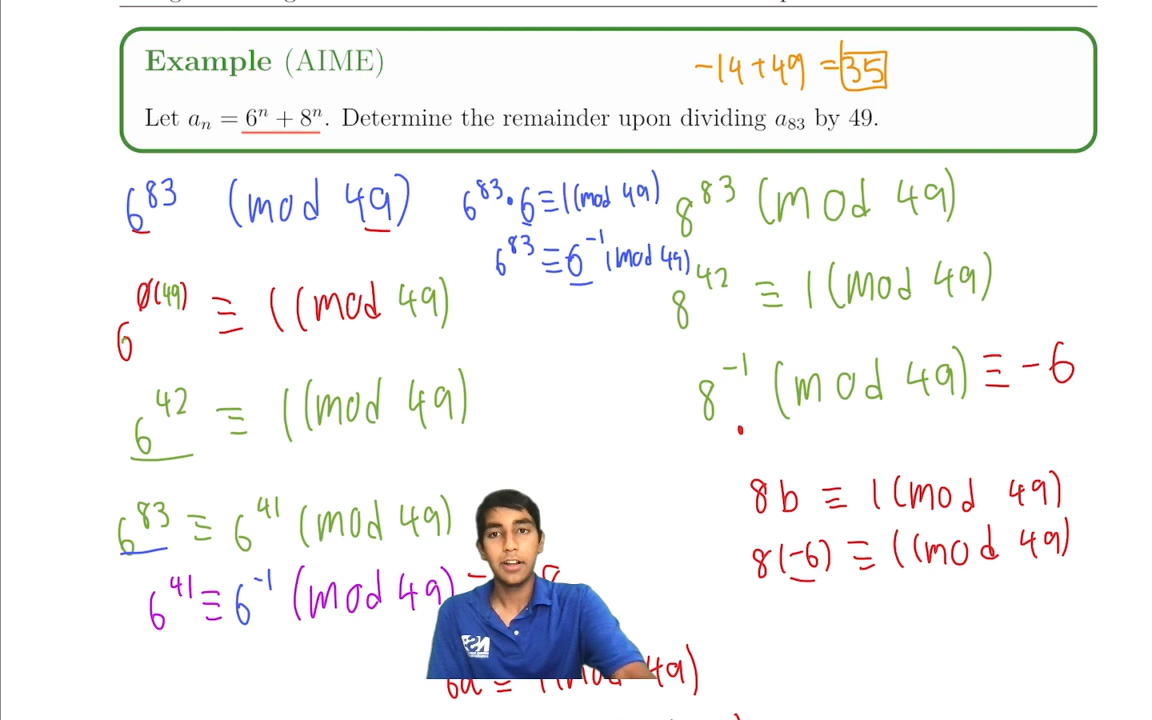 Example (AIME)
-14 + 49 = 35
Let aₙ = 6ⁿ + 8ⁿ. Determine the remainder upon dividing a₈₃ by 49.
6⁸³ (mod 49)
6⁸³ · 6 ≡ 1 (mod 49)
6⁸³ ≡ 6⁻¹ (mod 49)
6^ø(49) ≡ 1 (mod 49)
6⁴² ≡ 1 (mod 49)
6⁸³ ≡ 6⁴¹ (mod 49)
6⁴¹ ≡ 6⁻¹ (mod 49)
(mod 49)
8⁸³ (mod 49)
8⁴² ≡ 1 (mod 49)
8⁻¹ (mod 49) ≡ -6
8b ≡ 1 (mod 49)
8(-6) ≡ 1 (mod 49)